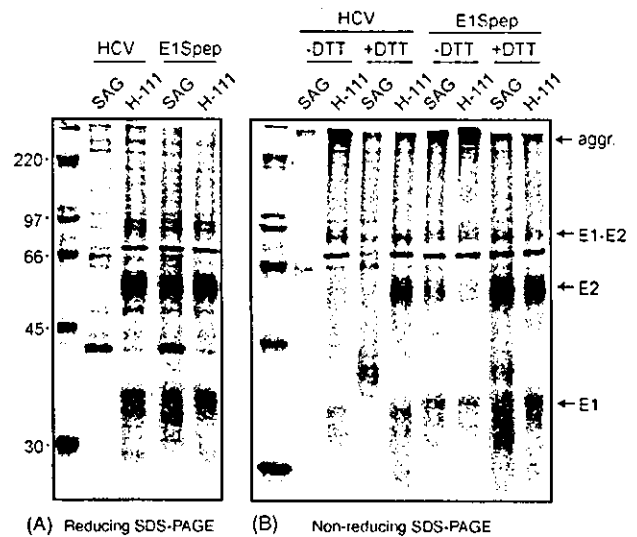 HCV E1Spep
SAG H-111 SAG H-111
220
97
66
45
30
(A) Reducing SDS-PAGE
HCV E1Spep
-DTT +DTT -DTT +DTT
SAG H-111 SAG H-111 SAG H-111 SAG H-111
← aggr.
← E1-E2
← E2
← E1
(B) Non-reducing SDS-PAGE